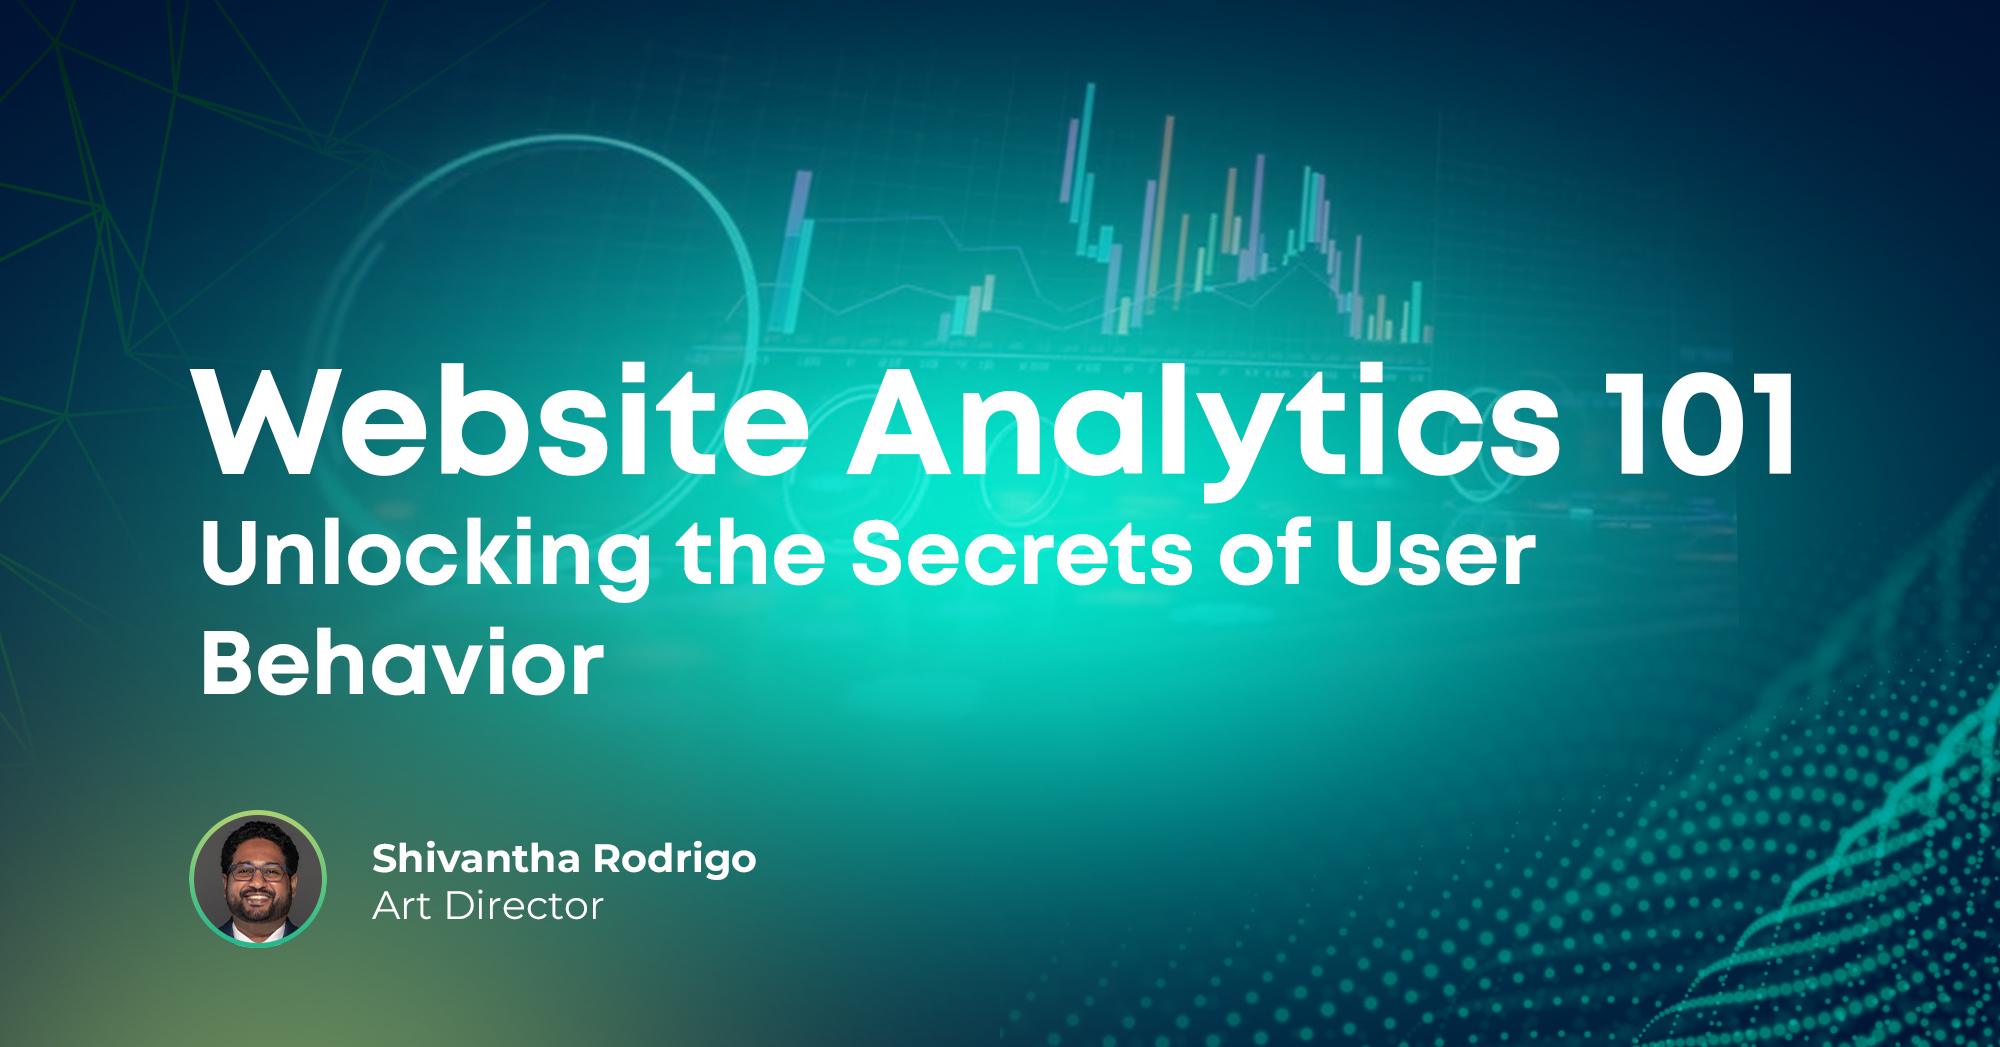 Website Analytics 101
Unlocking the Secrets of User
Behavior
Shivantha Rodrigo
Art Director